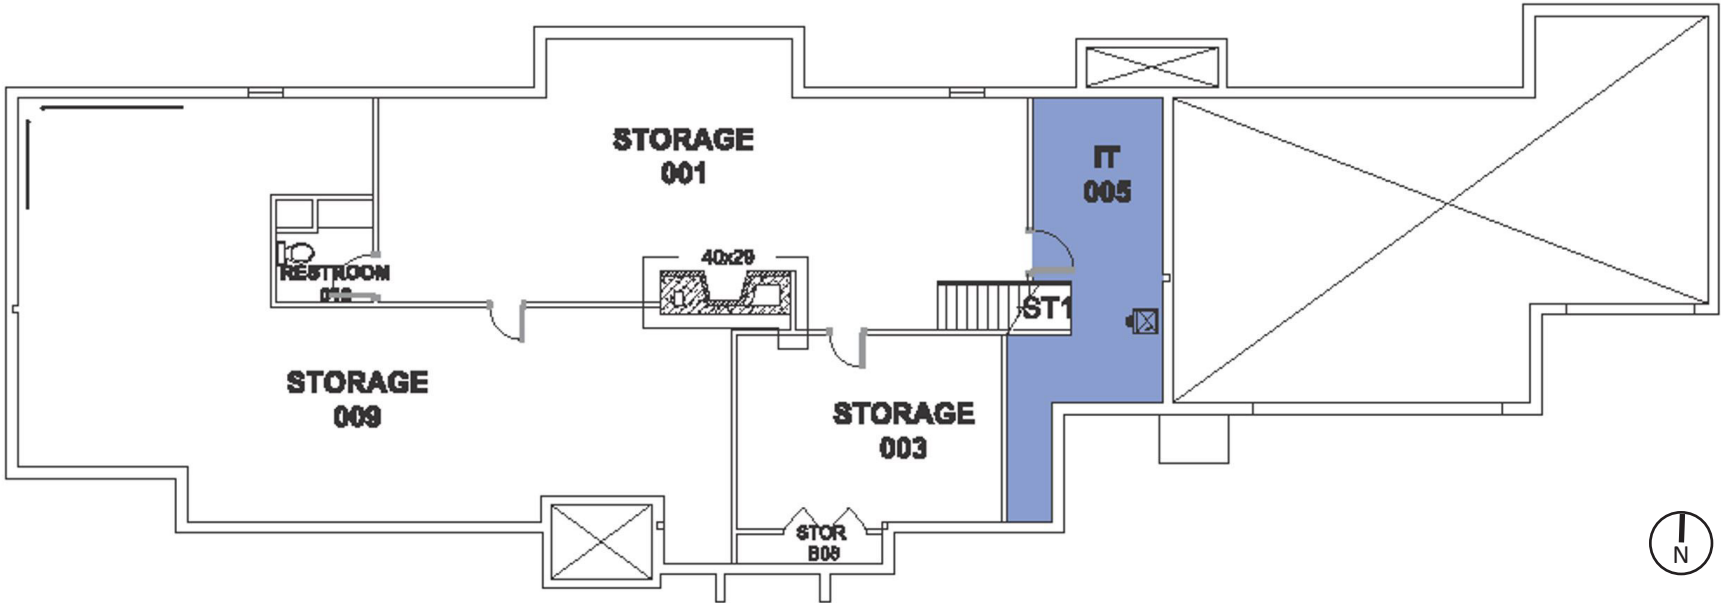 STORAGE
001
IT
005
40x29
RESTROOM
ST1
STORAGE
009
STORAGE
003
STOR
B08
N